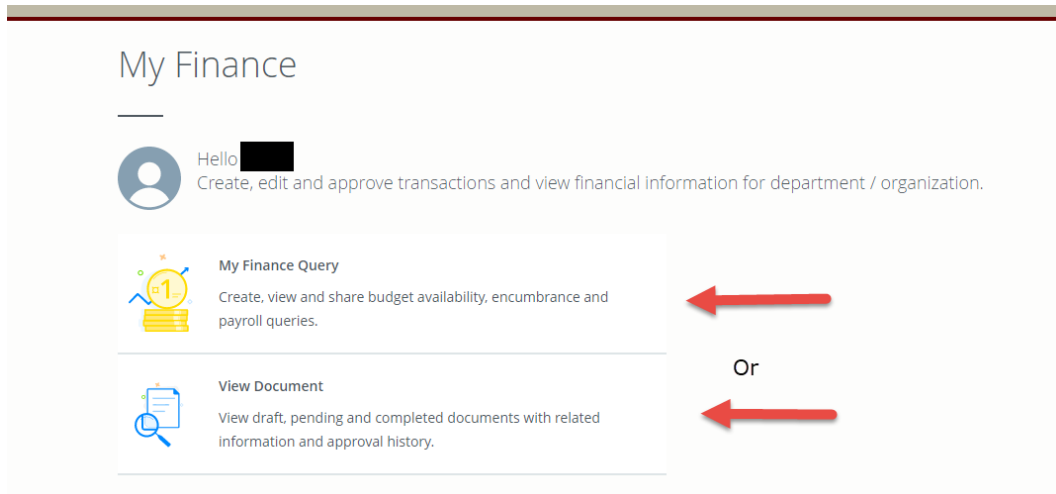 My Finance
Hello
Create, edit and approve transactions and view financial information for department / organization.
1
My Finance Query
Create, view and share budget availability, encumbrance and
payroll queries.
Or
View Document
View draft, pending and completed documents with related
information and approval history.